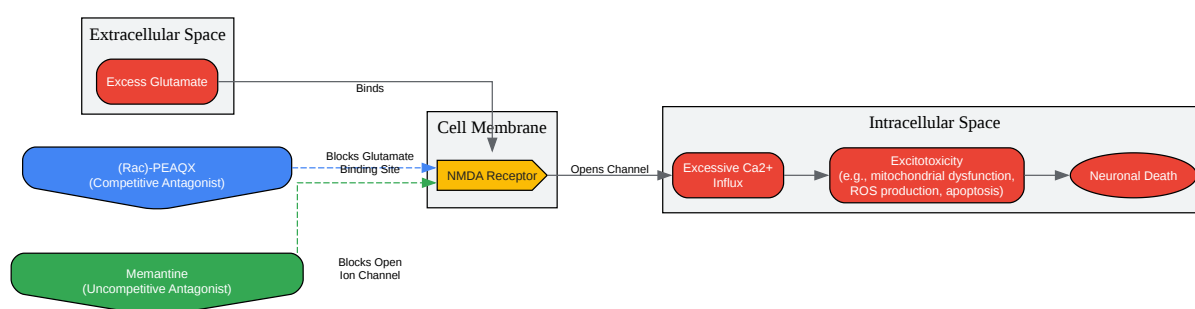 Extracellular Space
Excess Glutamate
Binds
Cell Membrane
(Rac)-PEAQX
(Competitive Antagonist)
Blocks Glutamate
Binding Site
NMDA Receptor
Opens Channel
Intracellular Space
Excessive Ca2+
Influx
Excitotoxicity
(e.g., mitochondrial dysfunction,
ROS production, apoptosis)
Neuronal Death
Memantine
(Uncompetitive Antagonist)
Blocks Open
Ion Channel